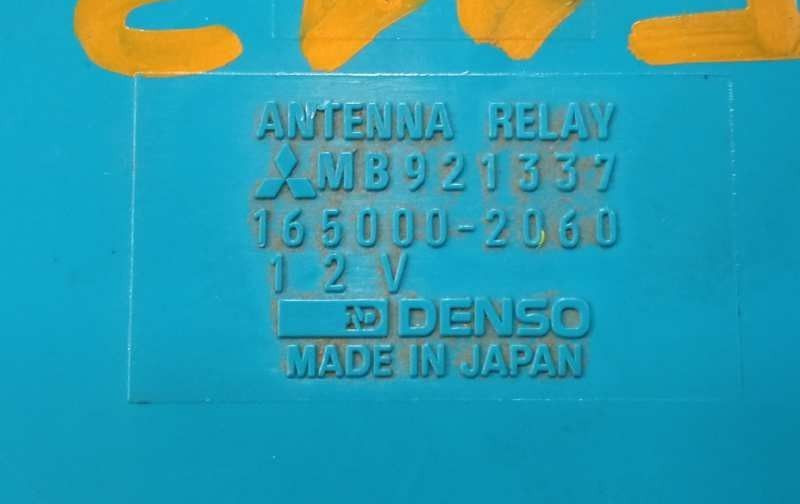 ANTENNA RELAY
MB921337
165000-2060
12V
ND DENSO
MADE IN JAPAN